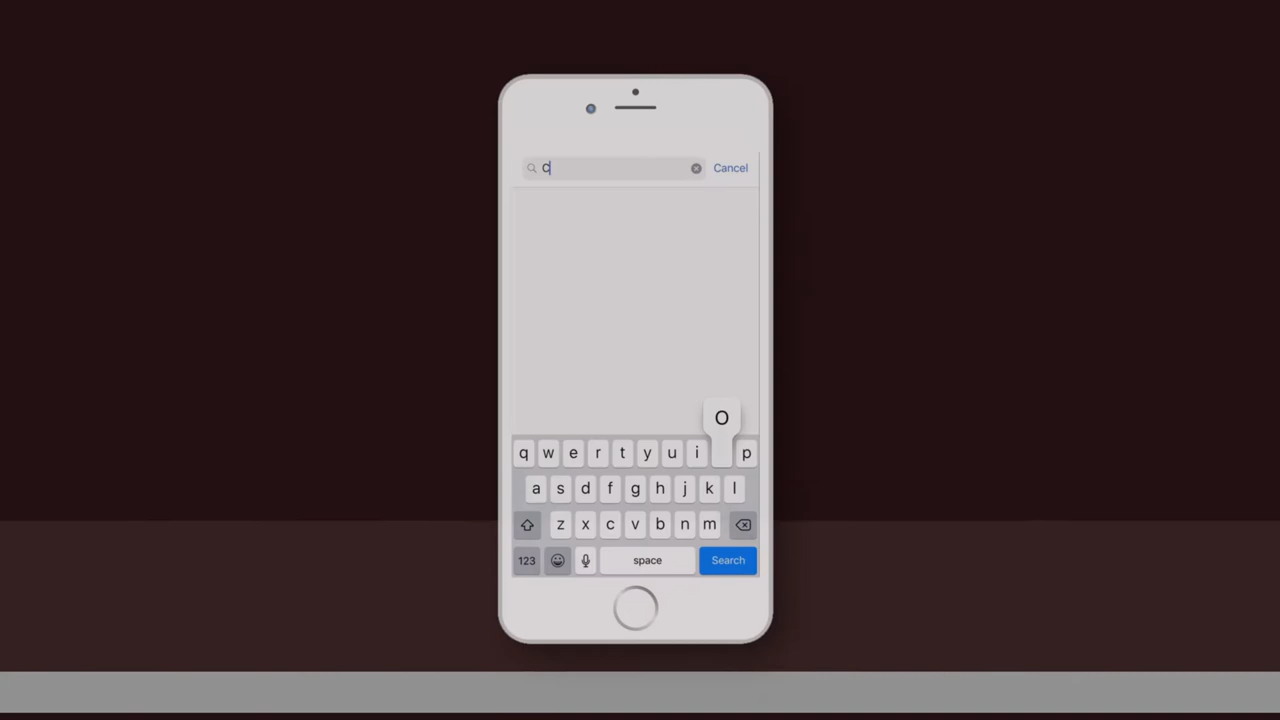 C Cancel
O
q w e r t y u i p
a s d f g h j k l
z x c v b n m
123 space Search